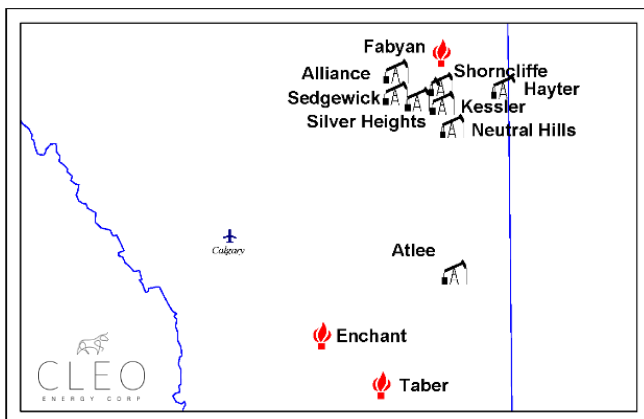 Fabyan
Alliance
Shorncliffe
Sedgewick
Hayter
Kessler
Silver Heights
Neutral Hills
Calgary
Atlee
Enchant
CLEO
ENERGY CORP
Taber